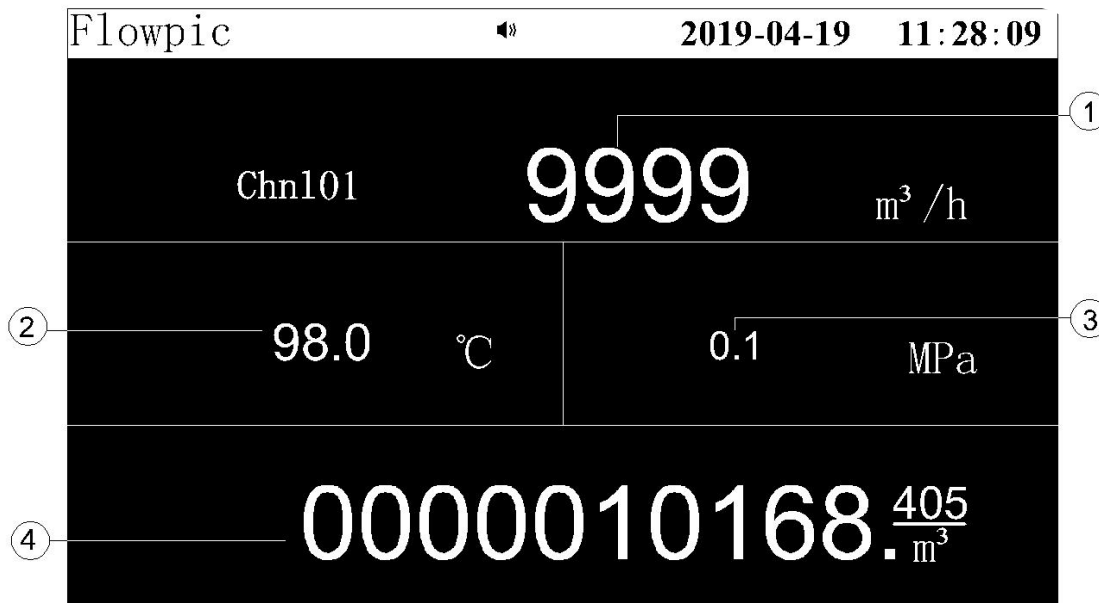 Flowpic 2019-04-19 11:28:09
1
Chnl01 9999 m³/h
2 98.0 ℃ 0.1 MPa 3
4 0000010168.405 m³